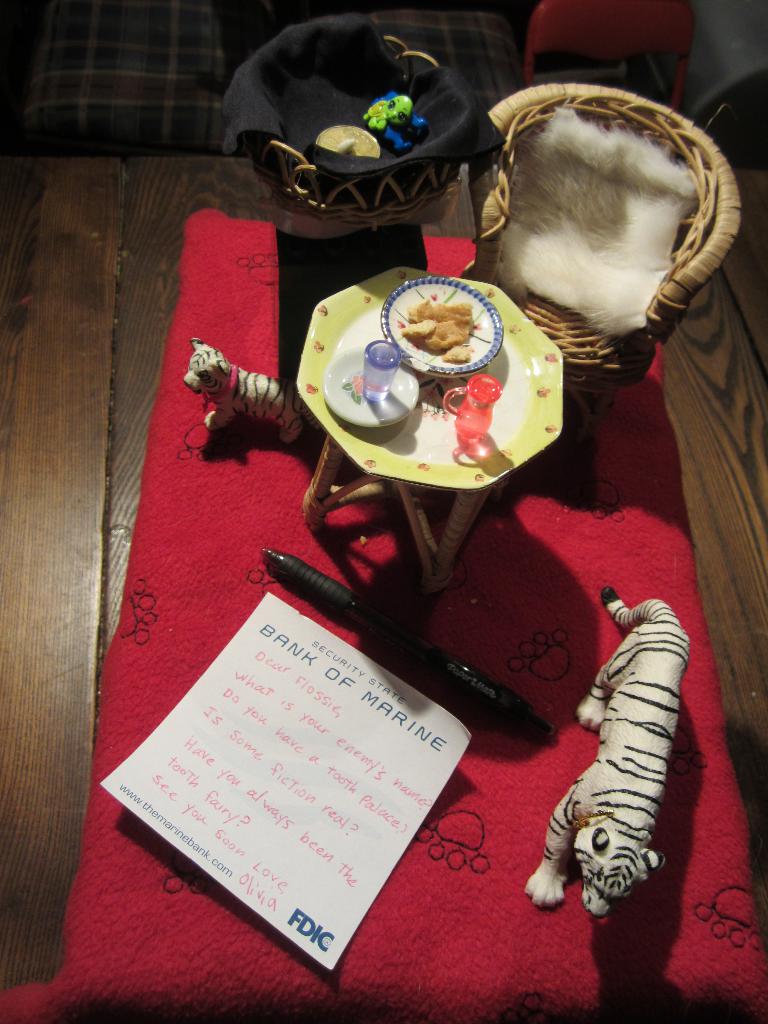 SECURITY STATE
BANK OF MARINE
Dear Flossie,
what is your enemy's name?
Do you have a tooth Palace?
Is some fiction real?
Have you always been the
tooth fairy?
see you soon
Love,
Olivia
www.themarinebank.com
FDIC